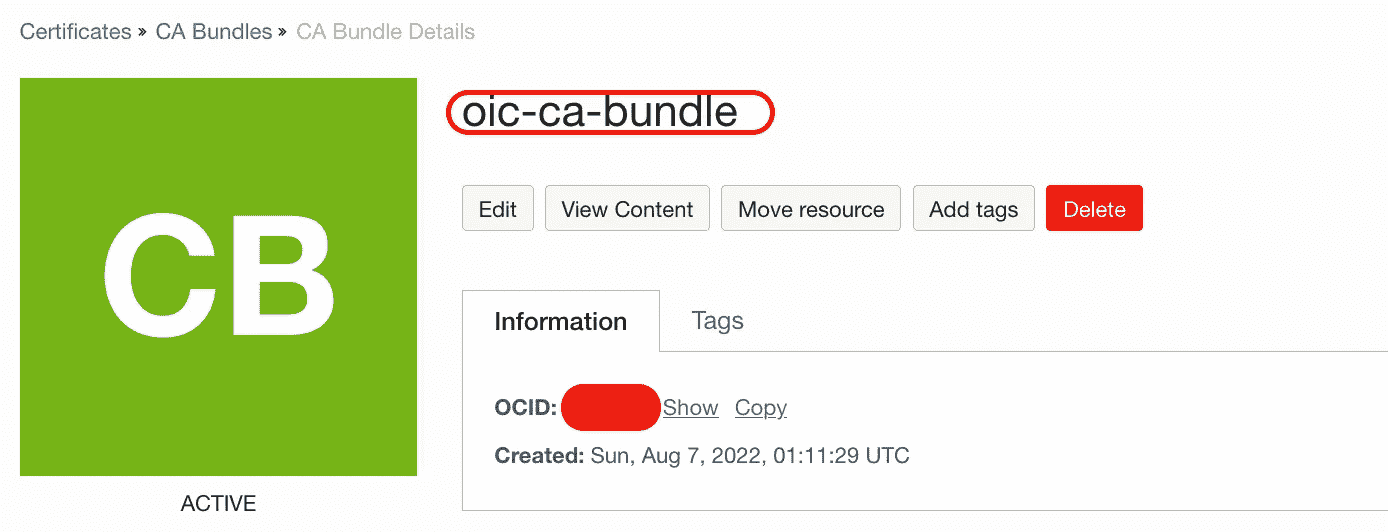 Certificates » CA Bundles » CA Bundle Details
CB
ACTIVE
oic-ca-bundle
Edit View Content Move resource Add tags Delete
Information Tags
OCID: Show Copy
Created: Sun, Aug 7, 2022, 01:11:29 UTC